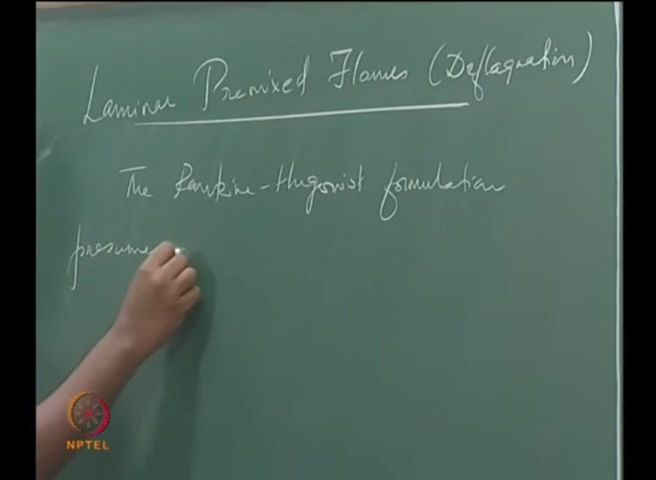 Laminar Premixed Flames (Deflagration)
The Rankine-Hugoniot formulation
presume
NPTEL